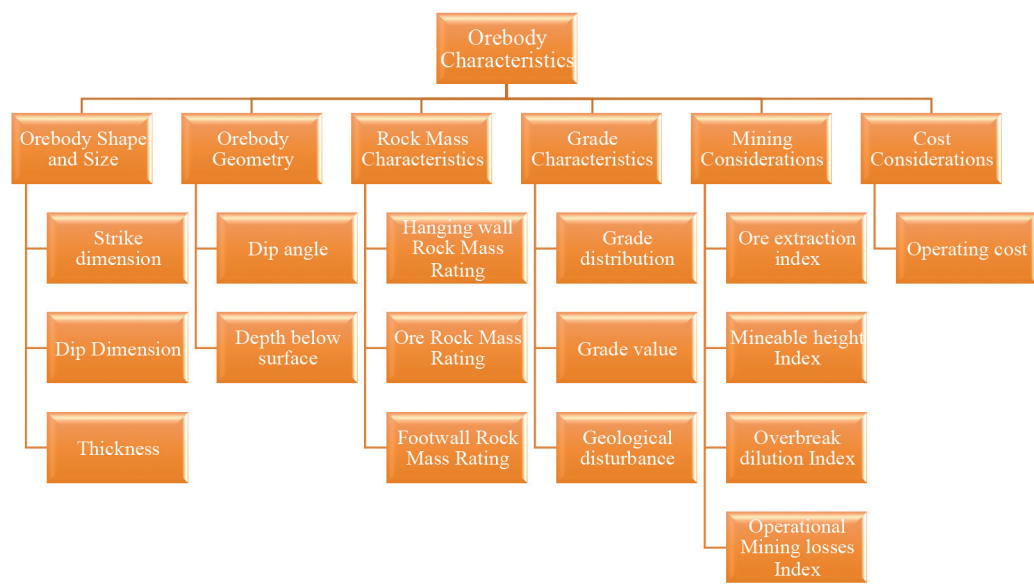 Orebody
Characteristics
Orebody Shape
and Size
Orebody
Geometry
Rock Mass
Characteristics
Grade
Characteristics
Mining
Considerations
Cost
Considerations
Strike
dimension
Dip Dimension
Thickness
Dip angle
Depth below
surface
Hanging wall
Rock Mass
Rating
Ore Rock Mass
Rating
Footwall Rock
Mass Rating
Grade
distribution
Grade value
Geological
disturbance
Ore extraction
index
Mineable height
Index
Overbreak
dilution Index
Operational
Mining losses
Index
Operating cost